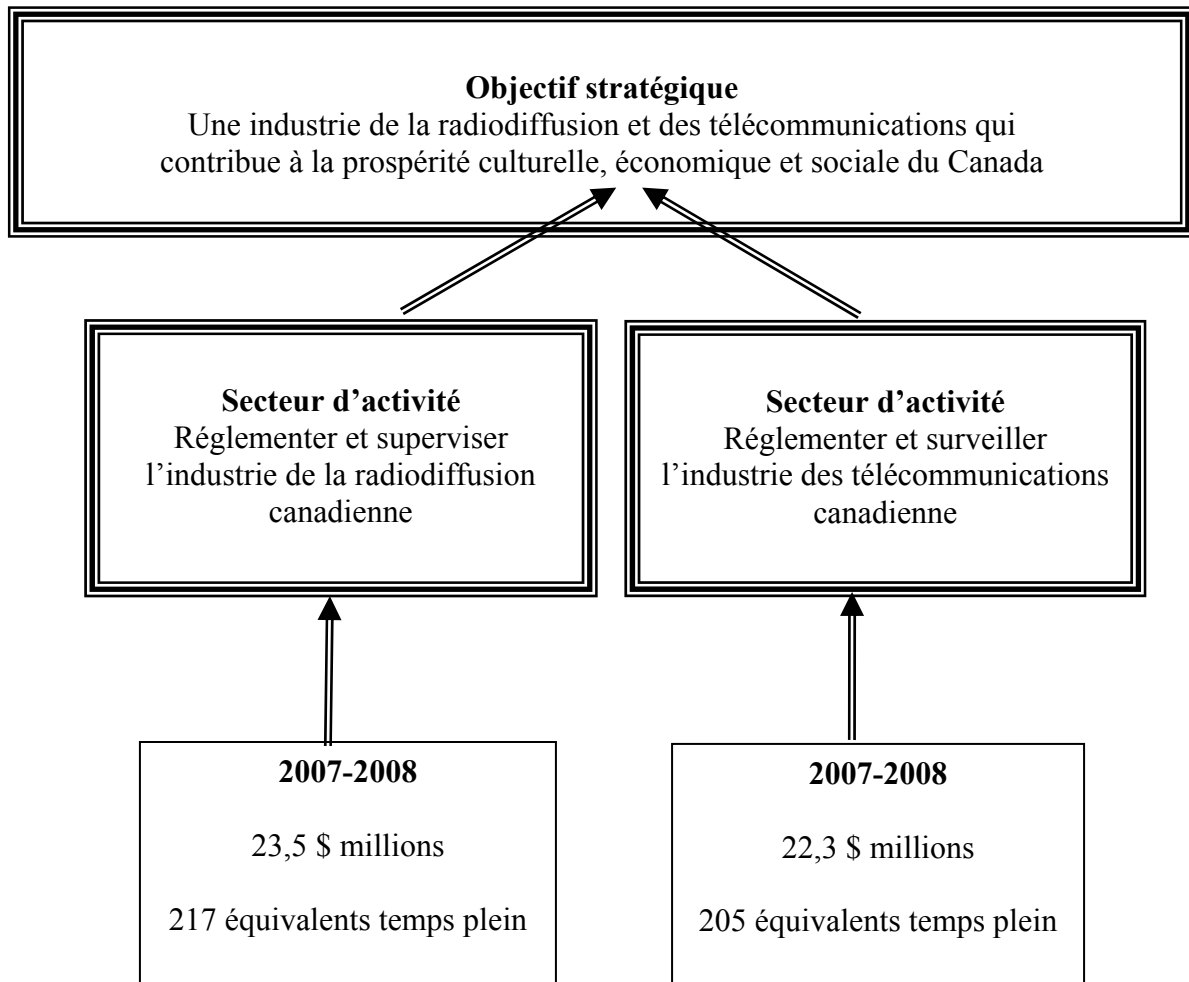 Objectif stratégique
Une industrie de la radiodiffusion et des télécommunications qui
contribue à la prospérité culturelle, économique et sociale du Canada
Secteur d’activité
Réglementer et superviser
l’industrie de la radiodiffusion
canadienne
Secteur d’activité
Réglementer et surveiller
l’industrie des télécommunications
canadienne
2007-2008
23,5 $ millions
217 équivalents temps plein
2007-2008
22,3 $ millions
205 équivalents temps plein